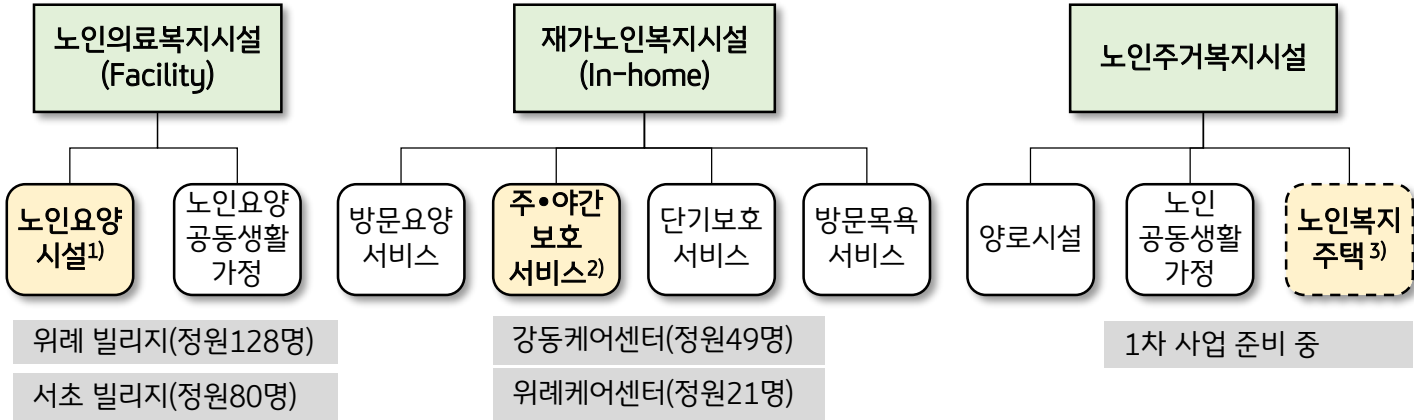 노인의료복지시설
(Facility)
재가노인복지시설
(In-home)
노인주거복지시설
노인요양
시설1)
노인요양
공동생활
가정
방문요양
서비스
주•야간
보호
서비스2)
단기보호
서비스
방문목욕
서비스
양로시설
노인
공동생활
가정
노인복지
주택 3)
위례 빌리지(정원128명)
서초 빌리지(정원80명)
강동케어센터(정원49명)
위례케어센터(정원21명)
1차 사업 준비 중